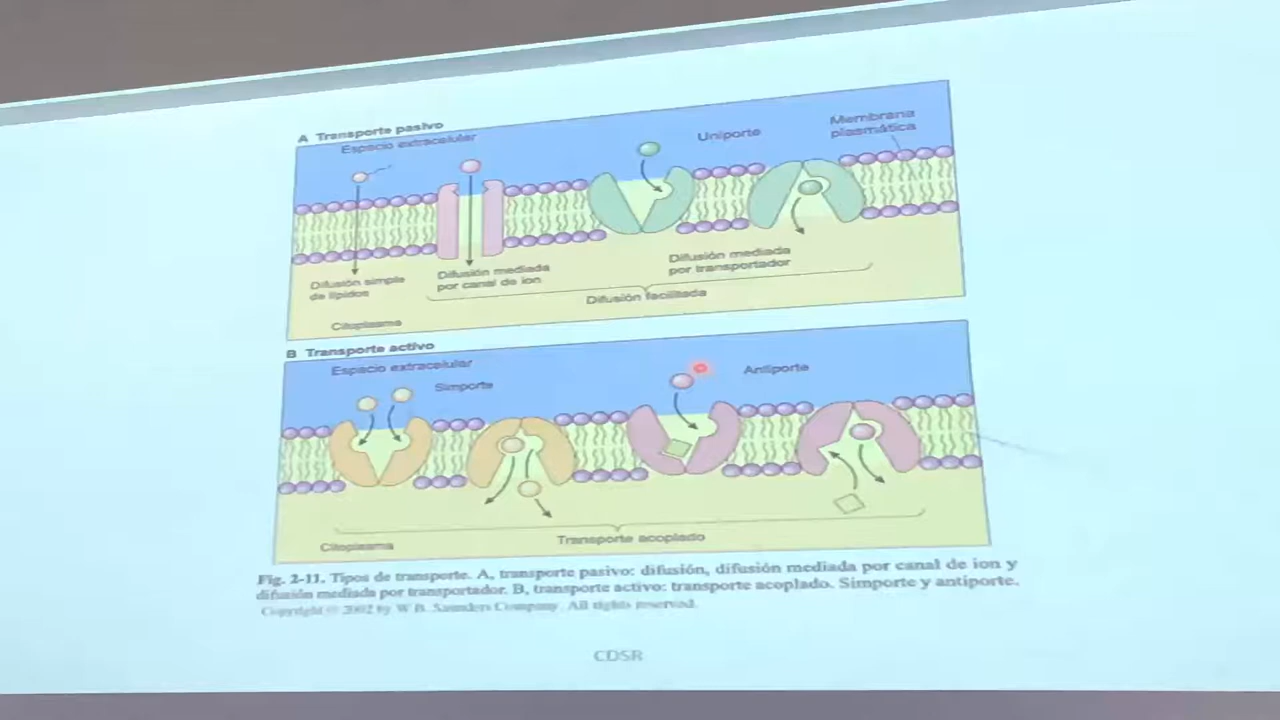 A Transporte pasivo
Espacio extracelular
Uniporte
Membrana
plasmática
Difusión simple
de lípidos
Difusión mediada
por canal de ion
Difusión mediada
por transportador
Difusión facilitada
Citoplasma
B Transporte activo
Espacio extracelular
Simporte
Antiporte
Citoplasma
Transporte acoplado
Fig. 2-11. Tipos de transporte. A, transporte pasivo: difusión, difusión mediada por canal de ion y
difusión mediada por transportador. B, transporte activo: transporte acoplado. Simporte y antiporte.
Copyright © 2002 by W.B. Saunders Company. All rights reserved.
CDSR